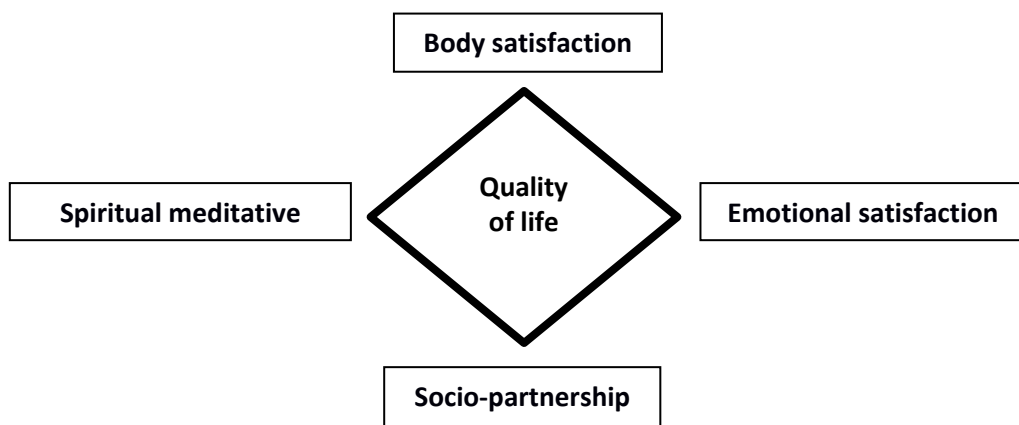 Body satisfaction
Quality
of life
Spiritual meditative
Emotional satisfaction
Socio-partnership